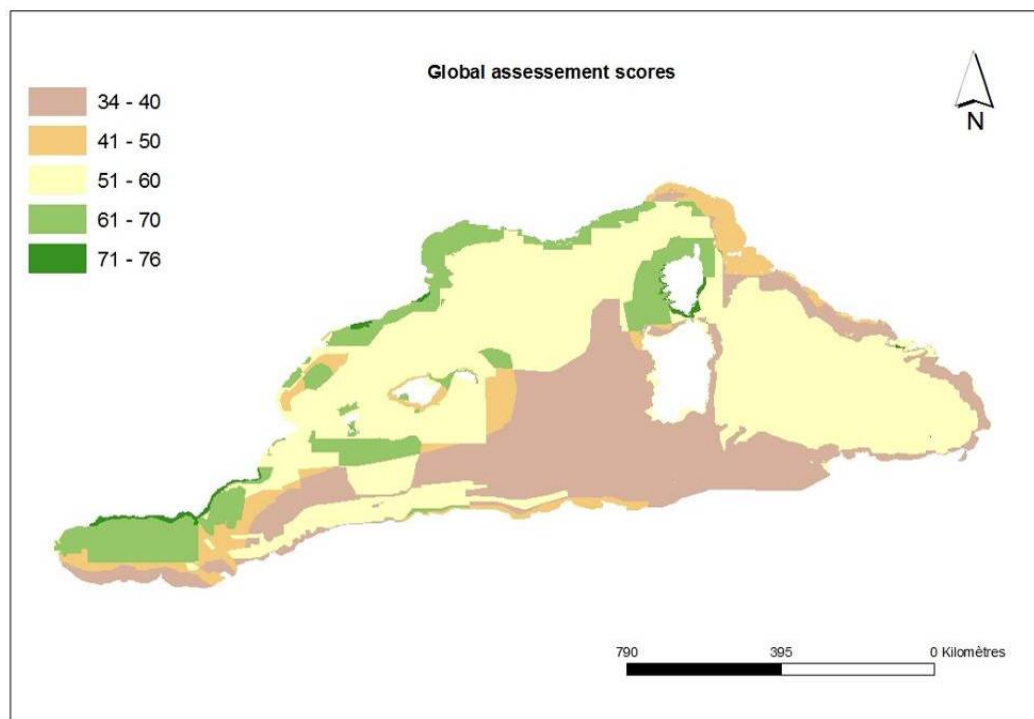 Global assessement scores
34 - 40
41 - 50
51 - 60
61 - 70
71 - 76
N
790 395 0 Kilomètres